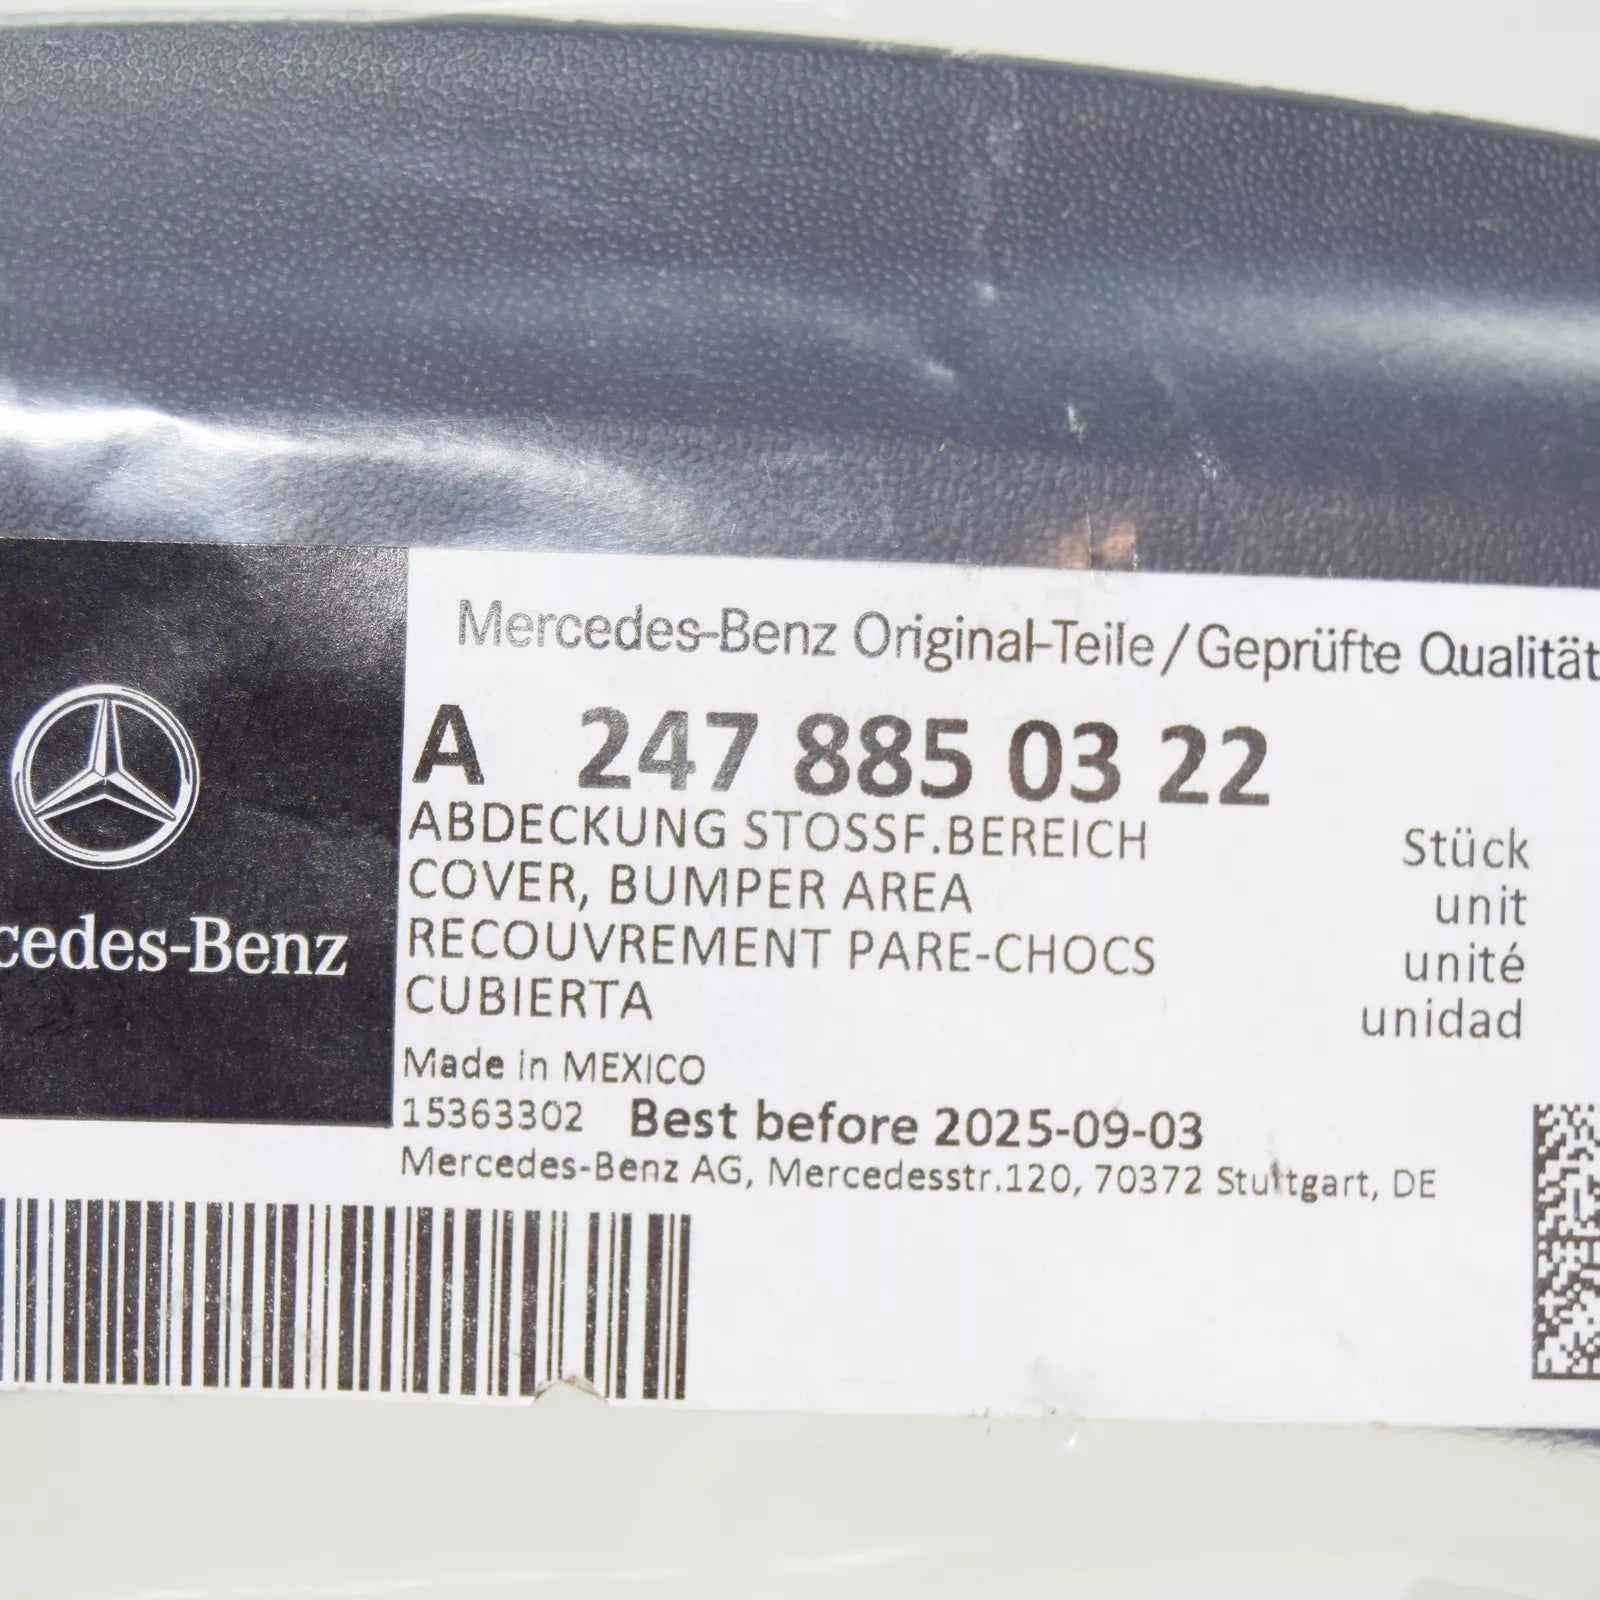 Mercedes-Benz Original-Teile / Geprüfte Qualität
A 247 885 03 22
ABDECKUNG STOSSF.BEREICH Stück
COVER, BUMPER AREA unit
RECOUVREMENT PARE-CHOCS unité
CUBIERTA unidad
cedes-Benz
Made in MEXICO
15363302 Best before 2025-09-03
Mercedes-Benz AG, Mercedesstr.120, 70372 Stuttgart, DE